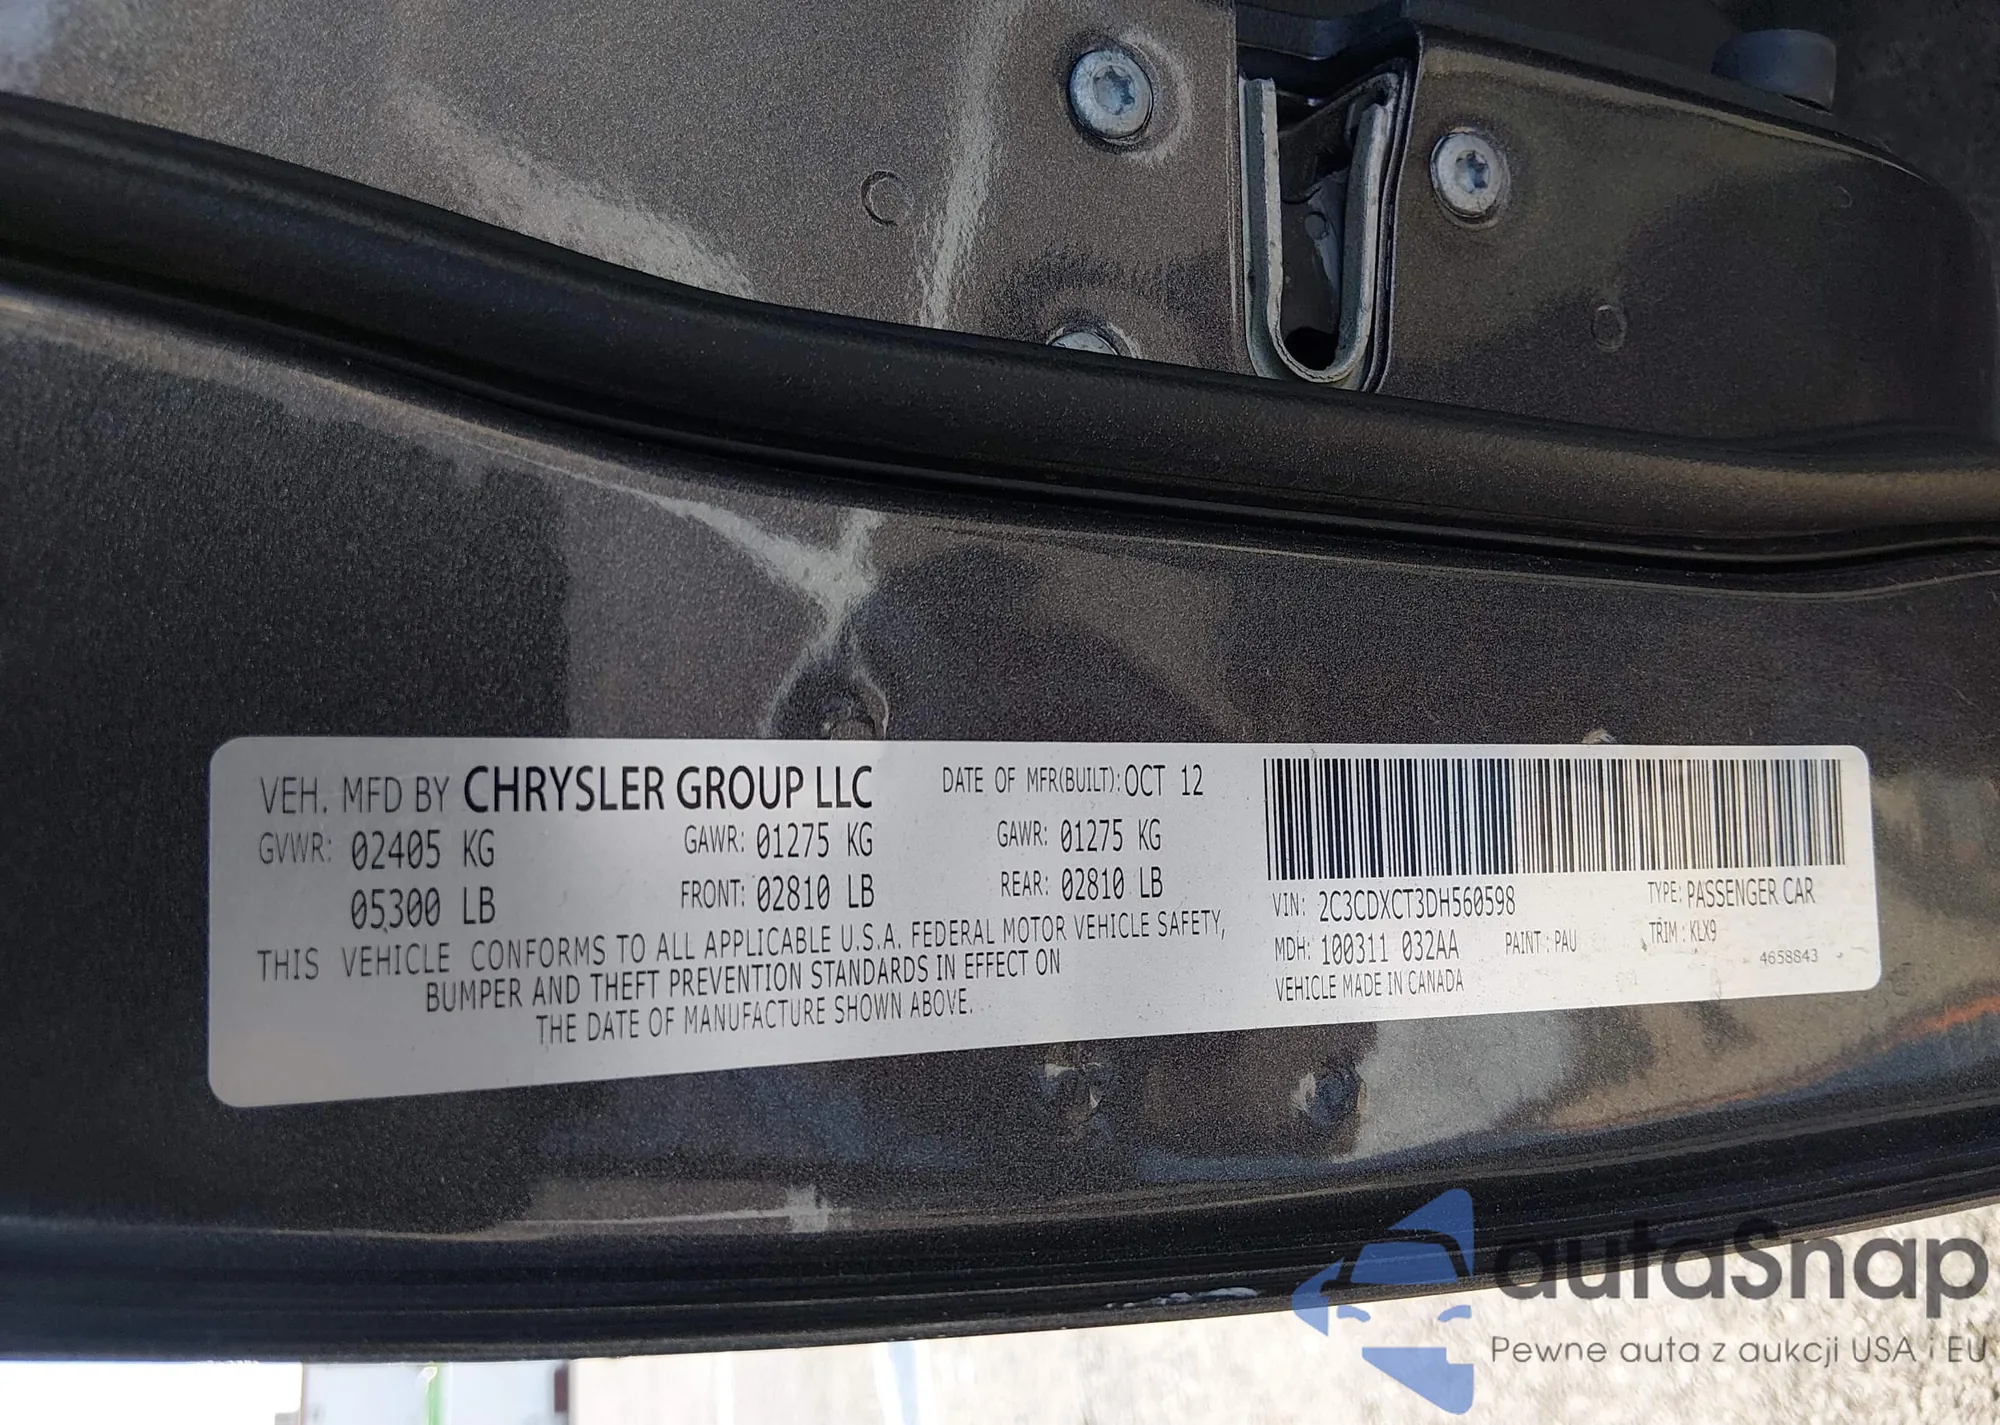 VEH. MFD BY CHRYSLER GROUP LLC DATE OF MFR(BUILT): OCT 12
GVWR: 02405 KG GAWR: 01275 KG GAWR: 01275 KG
05300 LB FRONT: 02810 LB REAR: 02810 LB
THIS VEHICLE CONFORMS TO ALL APPLICABLE U.S.A. FEDERAL MOTOR VEHICLE SAFETY,
BUMPER AND THEFT PREVENTION STANDARDS IN EFFECT ON
THE DATE OF MANUFACTURE SHOWN ABOVE.
VIN: 2C3CDXCT3DH560598 TYPE: PASSENGER CAR
MDH: 100311 032AA PAINT: PAU TRIM: KLX9
VEHICLE MADE IN CANADA 4658843
autaSnap
Pewne auta z aukcji USA i EU